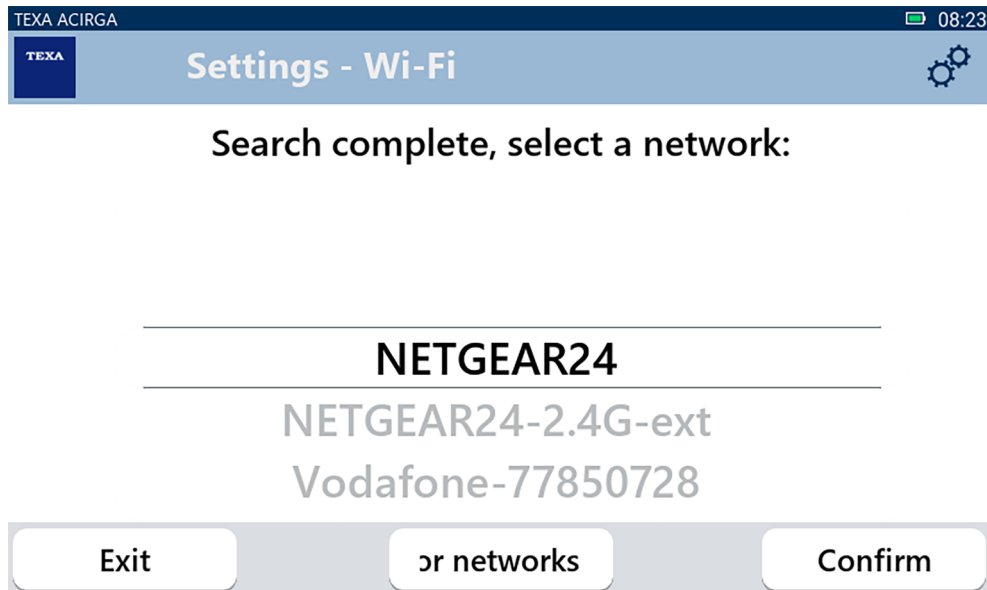 TEXA ACIRGA 08:23
TEXA
Settings - Wi-Fi
Search complete, select a network:
NETGEAR24
NETGEAR24-2.4G-ext
Vodafone-77850728
Exit
or networks
Confirm